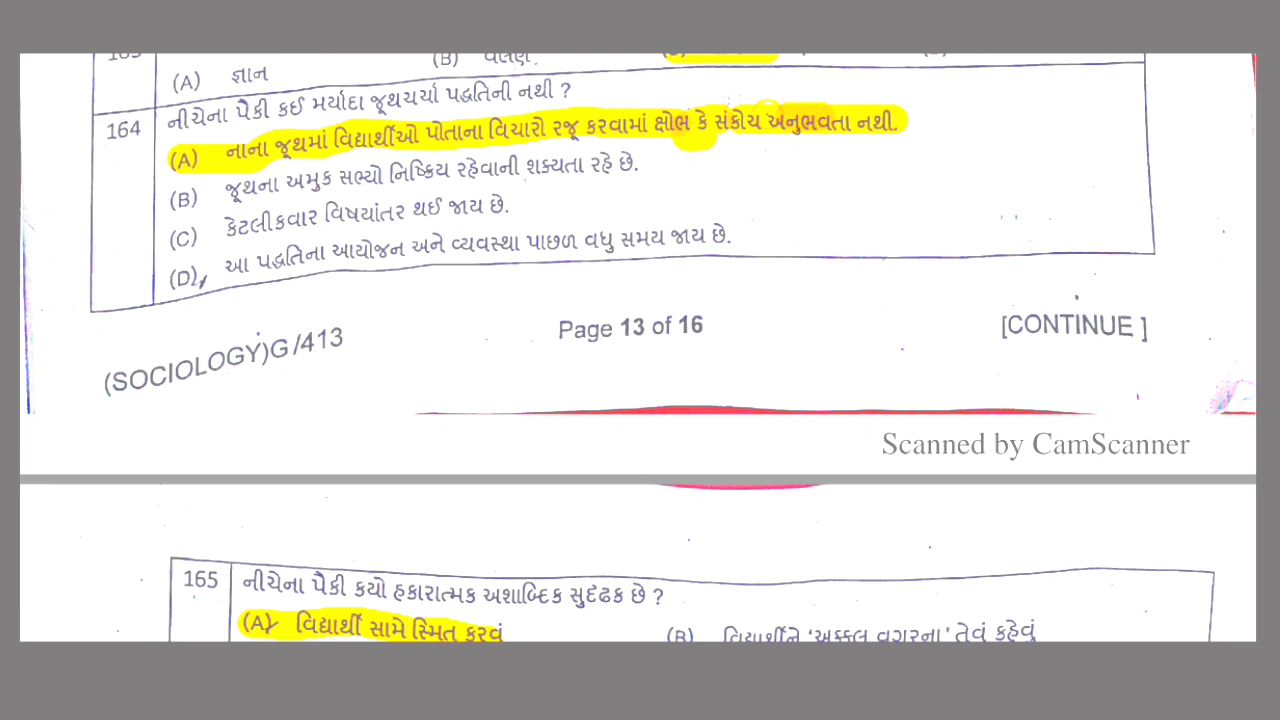 (A) જ્ઞાન
(B) વલણ.
164 નીચેના પૈકી કઈ મર્યાદા જૂથચર્ચા પદ્ધતિની નથી ?
(A) નાના જૂથમાં વિદ્યાર્થીઓ પોતાના વિચારો રજૂ કરવામાં ક્ષોભ કે સંકોચ અનુભવતા નથી.
(B) જૂથના અમુક સભ્યો નિષ્ક્રિય રહેવાની શક્યતા રહે છે.
(C) કેટલીકવાર વિષયાંતર થઈ જાય છે.
(D) આ પદ્ધતિના આયોજન અને વ્યવસ્થા પાછળ વધુ સમય જાય છે.
(SOCIOLOGY)G/413 Page 13 of 16 [CONTINUE ]
Scanned by CamScanner
165 નીચેના પૈકી કયો હકારાત્મક અશાબ્દિક સુદૃઢક છે ?
(A) વિદ્યાર્થી સામે સ્મિત કરવું (B) વિદ્યાર્થીને ‘અક્કલ વગરના’ તેવું કહેવું